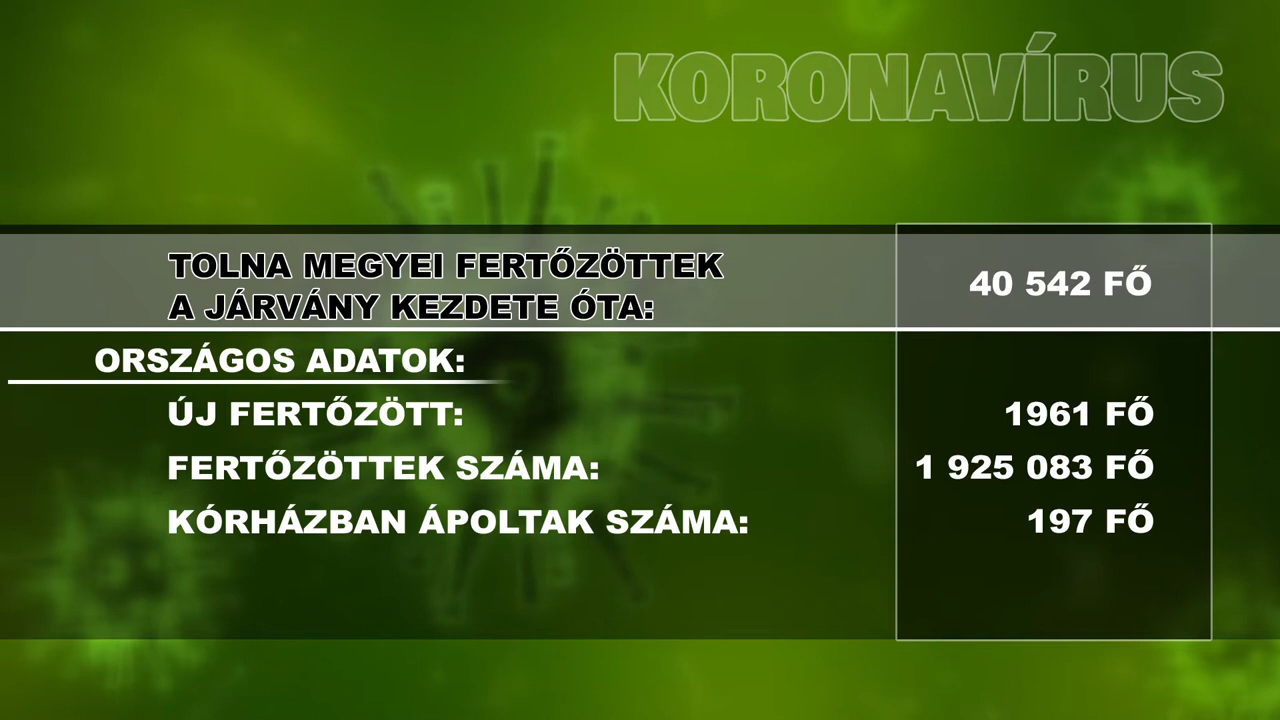 KORONAVÍRUS
TOLNA MEGYEI FERTŐZÖTTEK
A JÁRVÁNY KEZDETE ÓTA:
40 542 FŐ
ORSZÁGOS ADATOK:
ÚJ FERTŐZÖTT: 1961 FŐ
FERTŐZÖTTEK SZÁMA: 1 925 083 FŐ
KÓRHÁZBAN ÁPOLTAK SZÁMA: 197 FŐ